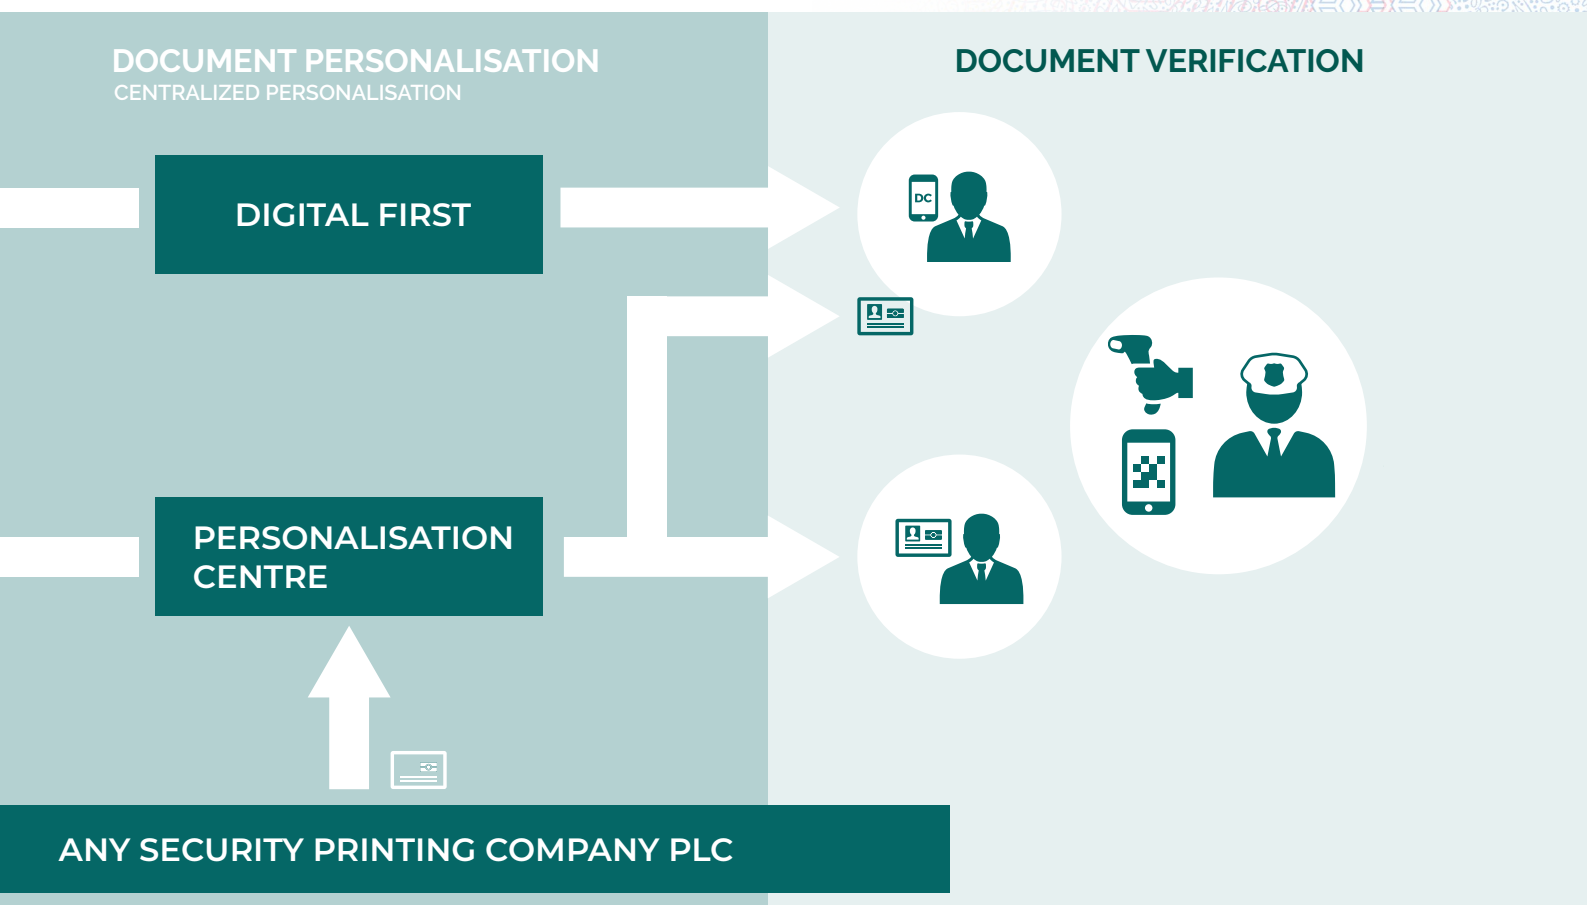 DOCUMENT PERSONALISATION
CENTRALIZED PERSONALISATION
DOCUMENT VERIFICATION
DIGITAL FIRST
DC
PERSONALISATION
CENTRE
ANY SECURITY PRINTING COMPANY PLC